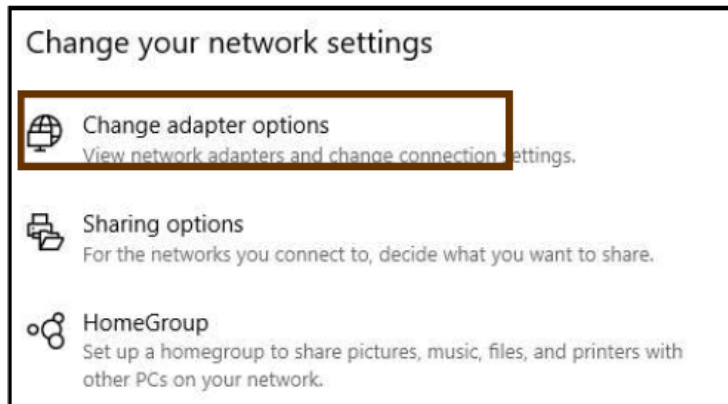 Change your network settings
Change adapter options
View network adapters and change connection settings.
Sharing options
For the networks you connect to, decide what you want to share.
HomeGroup
Set up a homegroup to share pictures, music, files, and printers with
other PCs on your network.